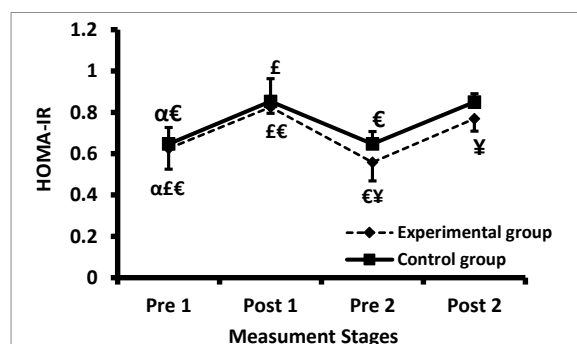 1.2
£
1
α€
€
0.8
HOMA-IR
££
¥
0.6
α£€
€¥
0.4
Experimental group
0.2
Control group
0
Pre 1 Post 1 Pre 2 Post 2
Measument Stages